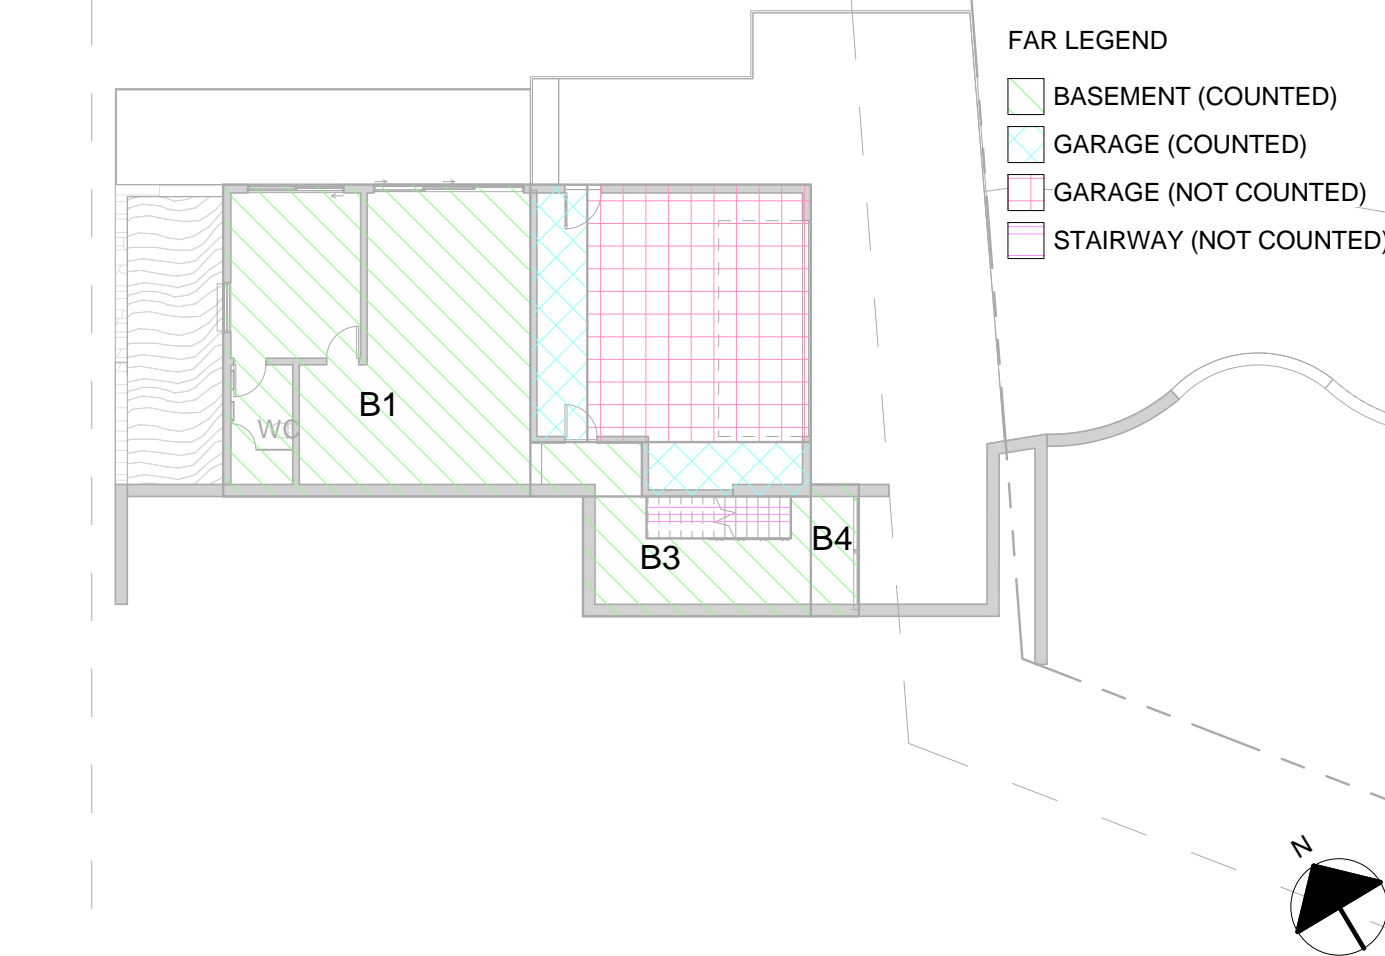 FAR LEGEND
BASEMENT (COUNTED)
GARAGE (COUNTED)
GARAGE (NOT COUNTED)
STAIRWAY (NOT COUNTED)
B1
WC
B4
B3
N